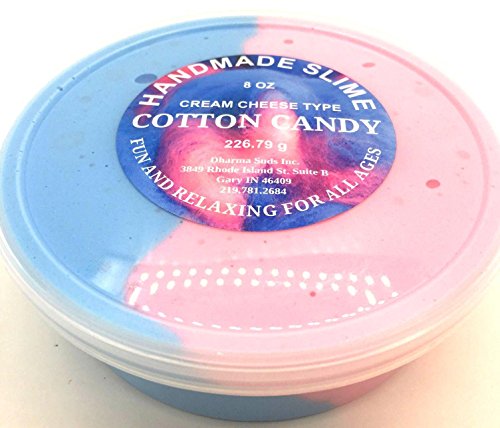 HANDMADE SLIME
8 OZ
CREAM CHEESE TYPE
COTTON CANDY
226.79 g
Dharma Suds Inc.
3849 Rhode Island St. Suite B
Gary IN 46409
219.781.2684
FUN AND RELAXING FOR ALL AGES